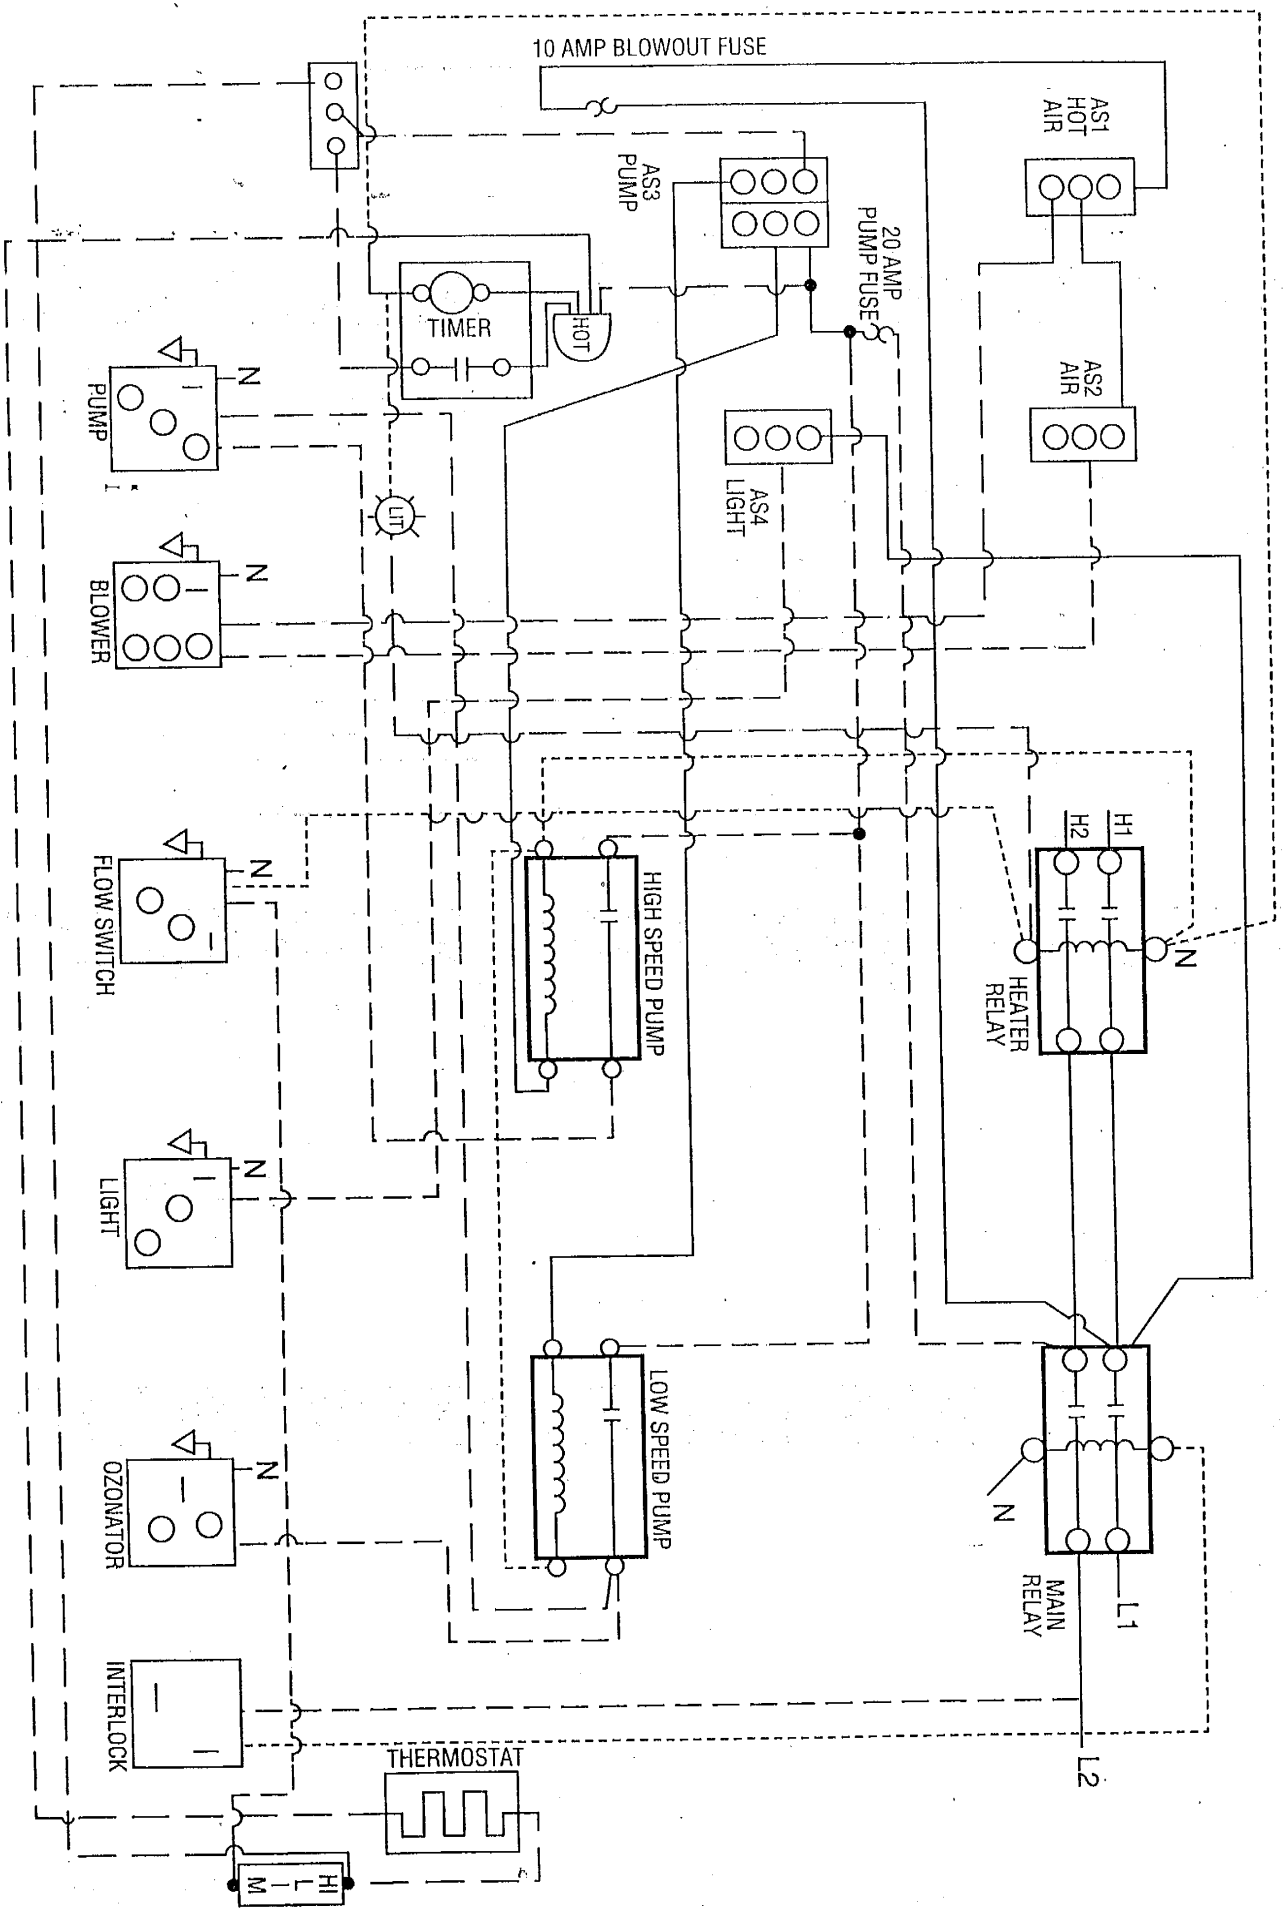 10 AMP BLOWOUT FUSE
AS1
HOT
AIR
AS3
PUMP
20 AMP
PUMP FUSE
HOT
TIMER
AS2
AIR
N
PUMP
AS4
LIGHT
LIT
N
BLOWER
H1
H2
N
FLOW SWITCH
HIGH SPEED PUMP
N
HEATER
RELAY
N
LIGHT
LOW SPEED PUMP
N
OZONATOR
N
MAIN
RELAY
L1
INTERLOCK
L2
THERMOSTAT
HI
L
I
M